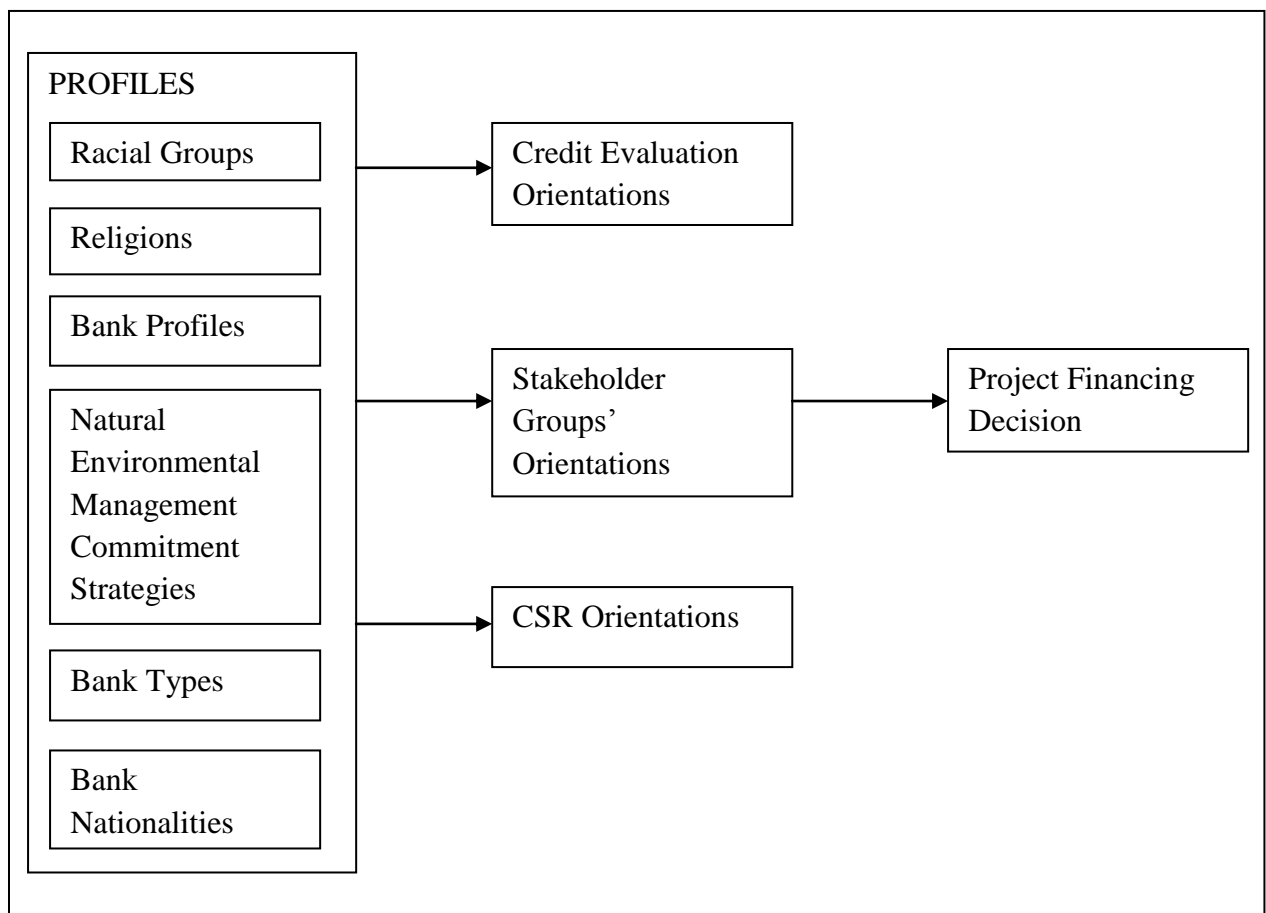 PROFILES
Racial Groups
Religions
Bank Profiles
Natural
Environmental
Management
Commitment
Strategies
Bank Types
Bank
Nationalities
Credit Evaluation
Orientations
Stakeholder
Groups’
Orientations
CSR Orientations
Project Financing
Decision